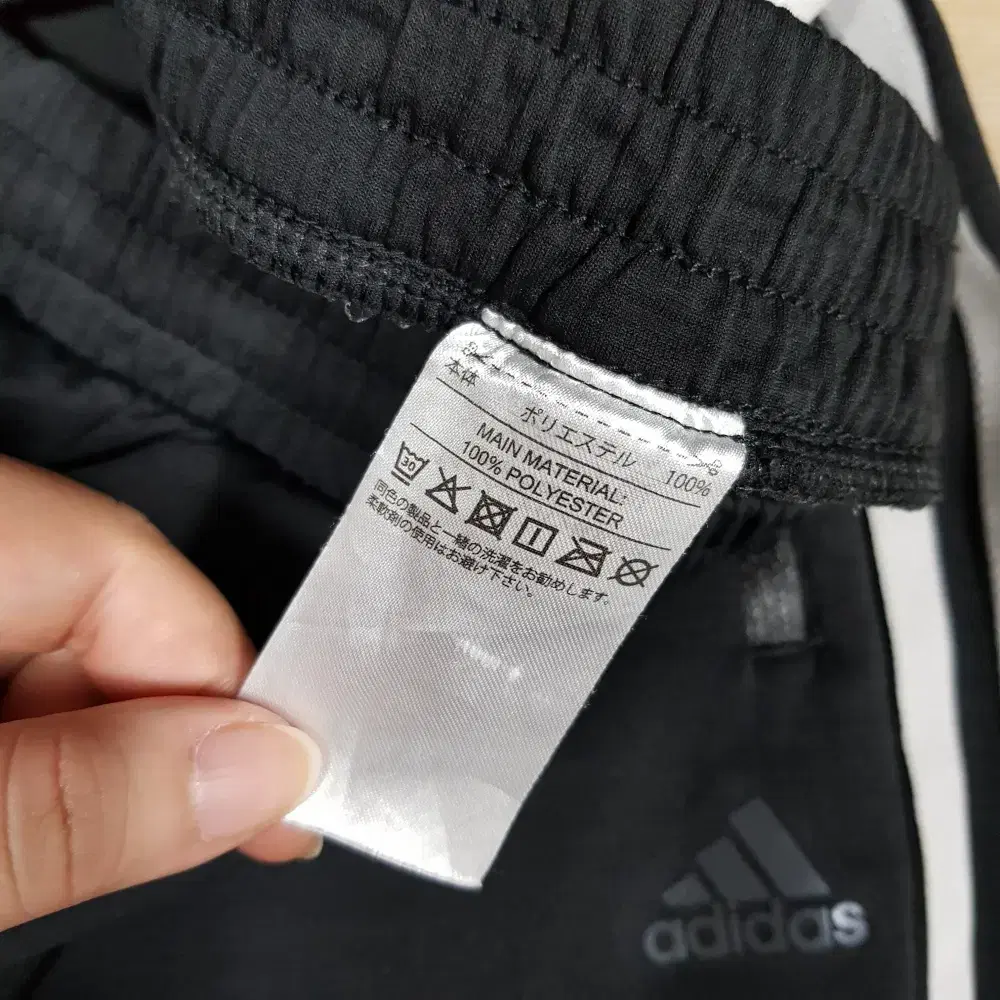 本体
ポリエステル 100%
MAIN MATERIAL:
100% POLYESTER
30
同色の製品と一緒の洗濯をお勧めします。
柔軟剤の使用はお避け下さい。
adidas